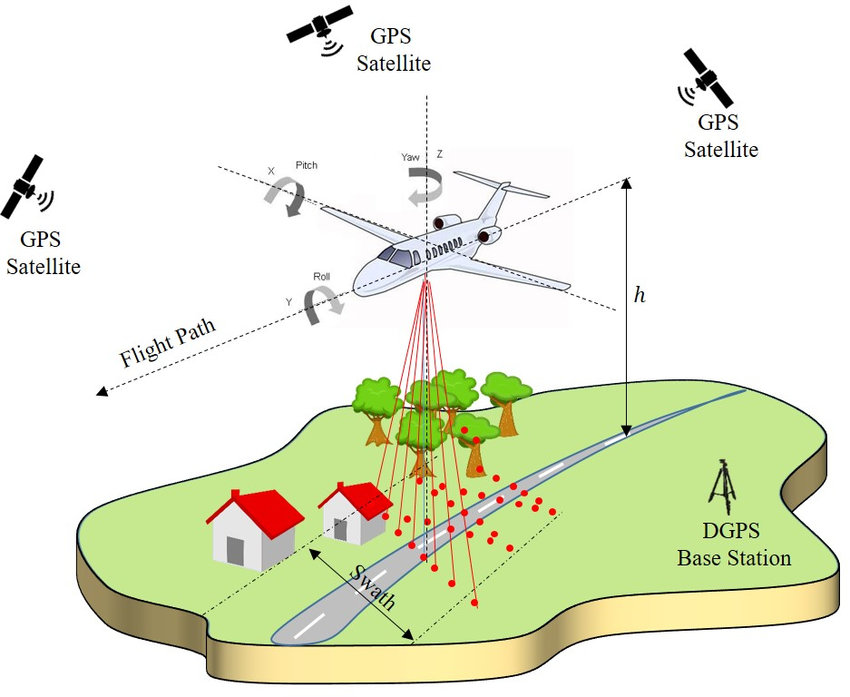 GPS
Satellite
GPS
Satellite
GPS
Satellite
X
Pitch
Yaw
Z
Roll
Y
h
Flight Path
DGPS
Base Station
Swath